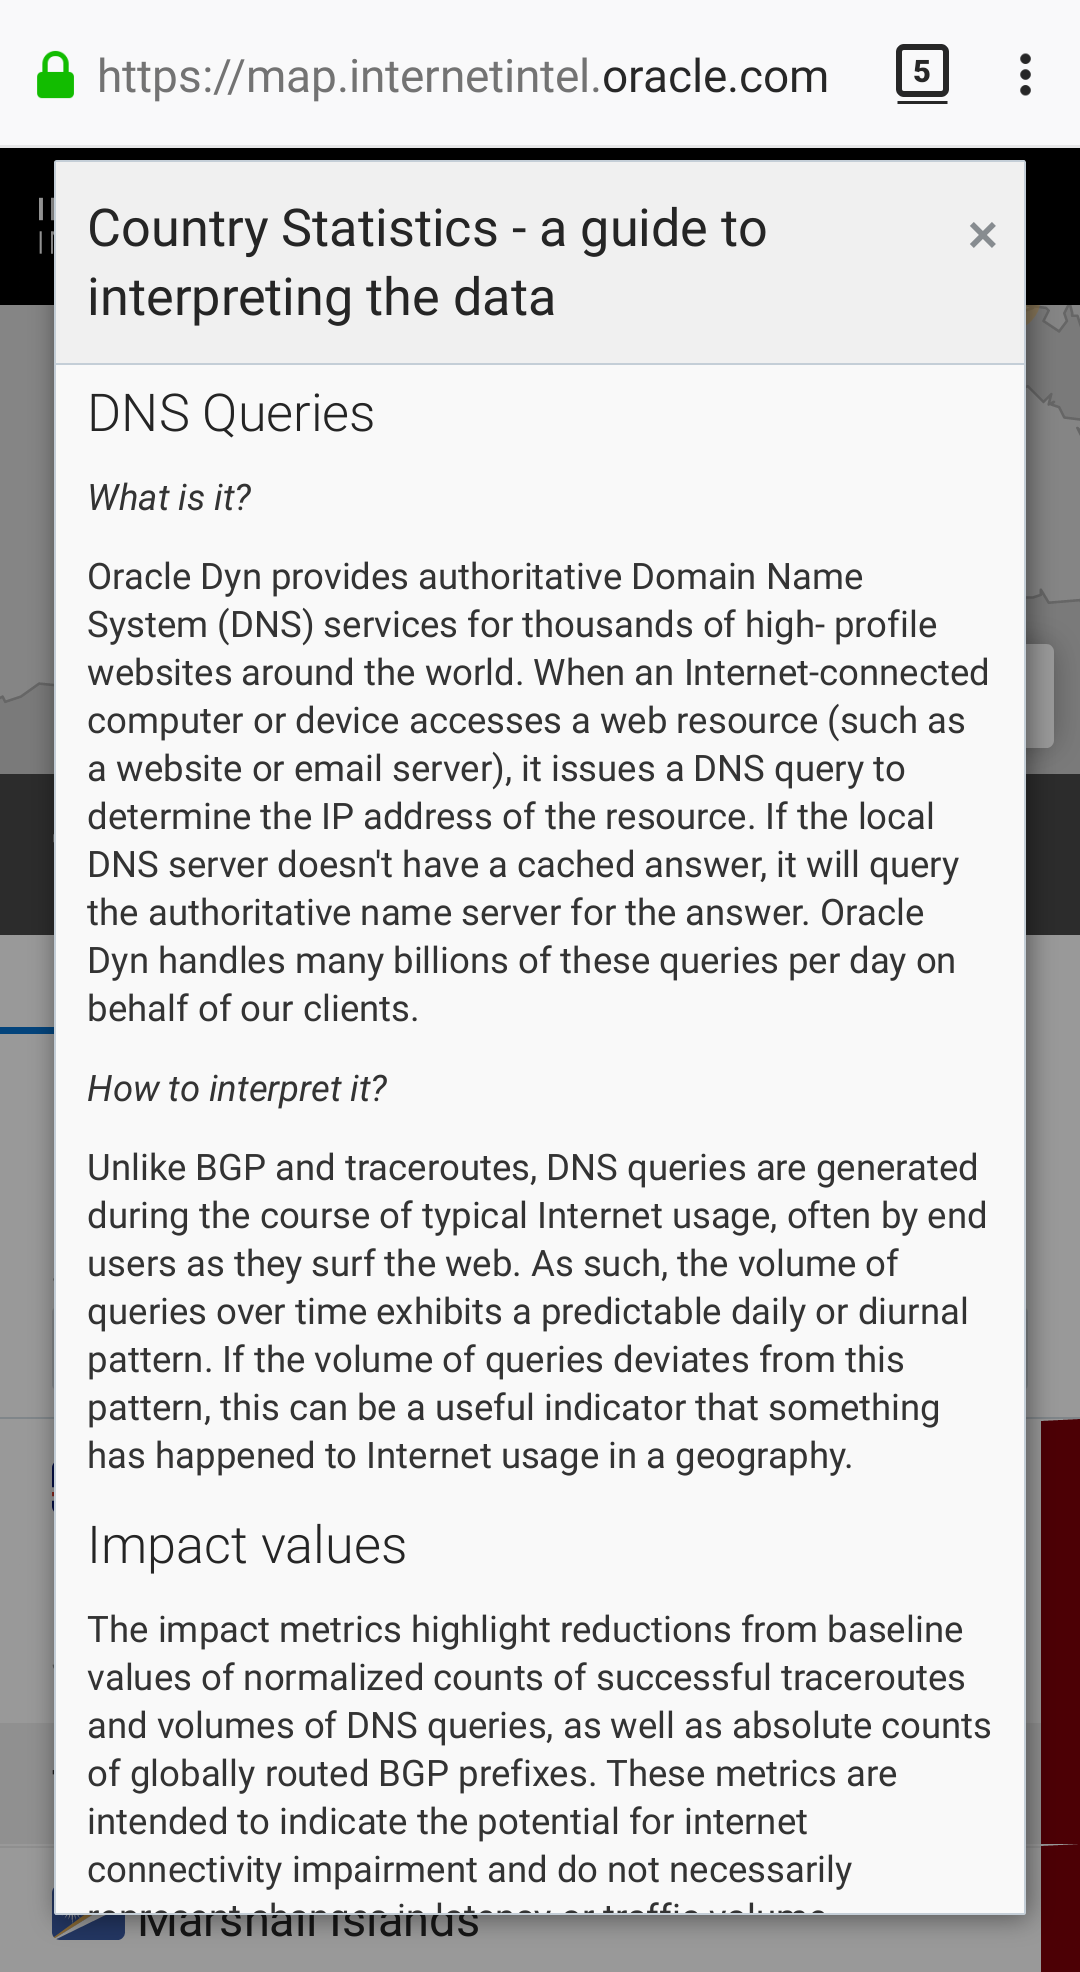 https://map.internetintel.oracle.com
5
Country Statistics - a guide to
interpreting the data
×
DNS Queries
What is it?
Oracle Dyn provides authoritative Domain Name
System (DNS) services for thousands of high- profile
websites around the world. When an Internet-connected
computer or device accesses a web resource (such as
a website or email server), it issues a DNS query to
determine the IP address of the resource. If the local
DNS server doesn't have a cached answer, it will query
the authoritative name server for the answer. Oracle
Dyn handles many billions of these queries per day on
behalf of our clients.
How to interpret it?
Unlike BGP and traceroutes, DNS queries are generated
during the course of typical Internet usage, often by end
users as they surf the web. As such, the volume of
queries over time exhibits a predictable daily or diurnal
pattern. If the volume of queries deviates from this
pattern, this can be a useful indicator that something
has happened to Internet usage in a geography.
Impact values
The impact metrics highlight reductions from baseline
values of normalized counts of successful traceroutes
and volumes of DNS queries, as well as absolute counts
of globally routed BGP prefixes. These metrics are
intended to indicate the potential for internet
connectivity impairment and do not necessarily
represent changes in latency or traffic volume
Marshall Islands